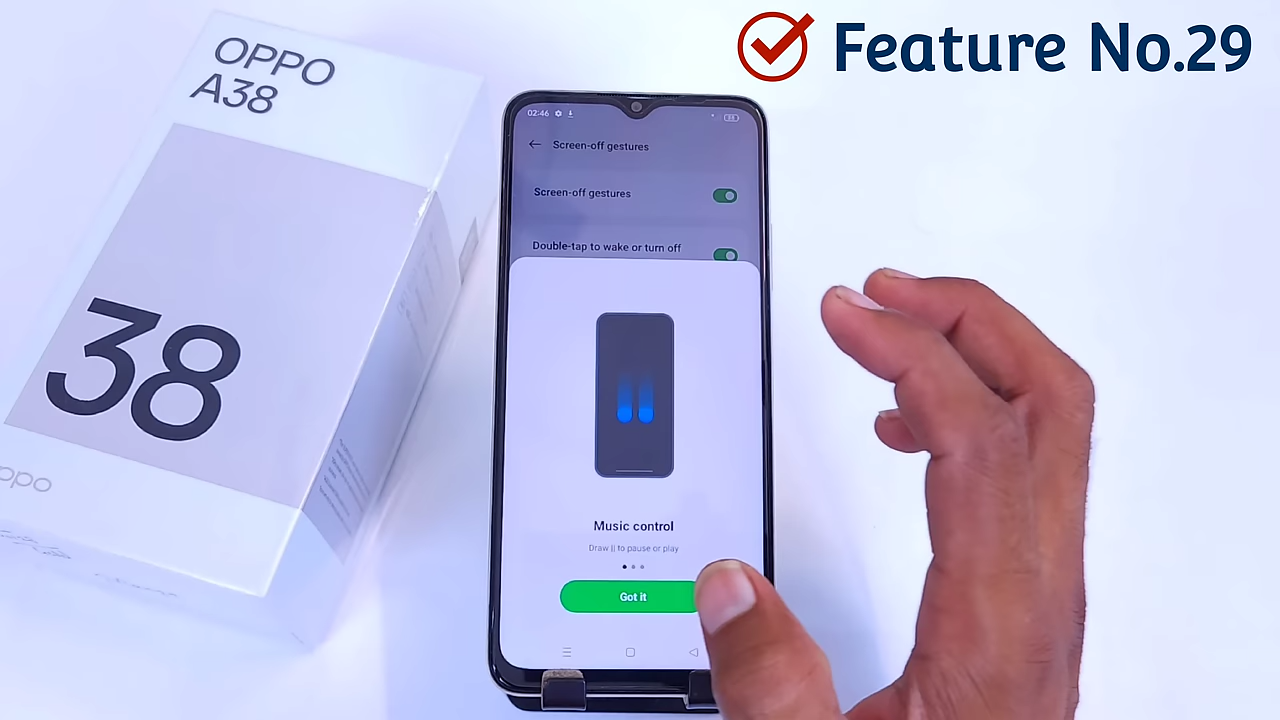 Feature No.29
OPPO
A38
38
oppo
02:46
Screen-off gestures
Screen-off gestures
Double-tap to wake or turn off
Music control
Draw || to pause or play
Got it